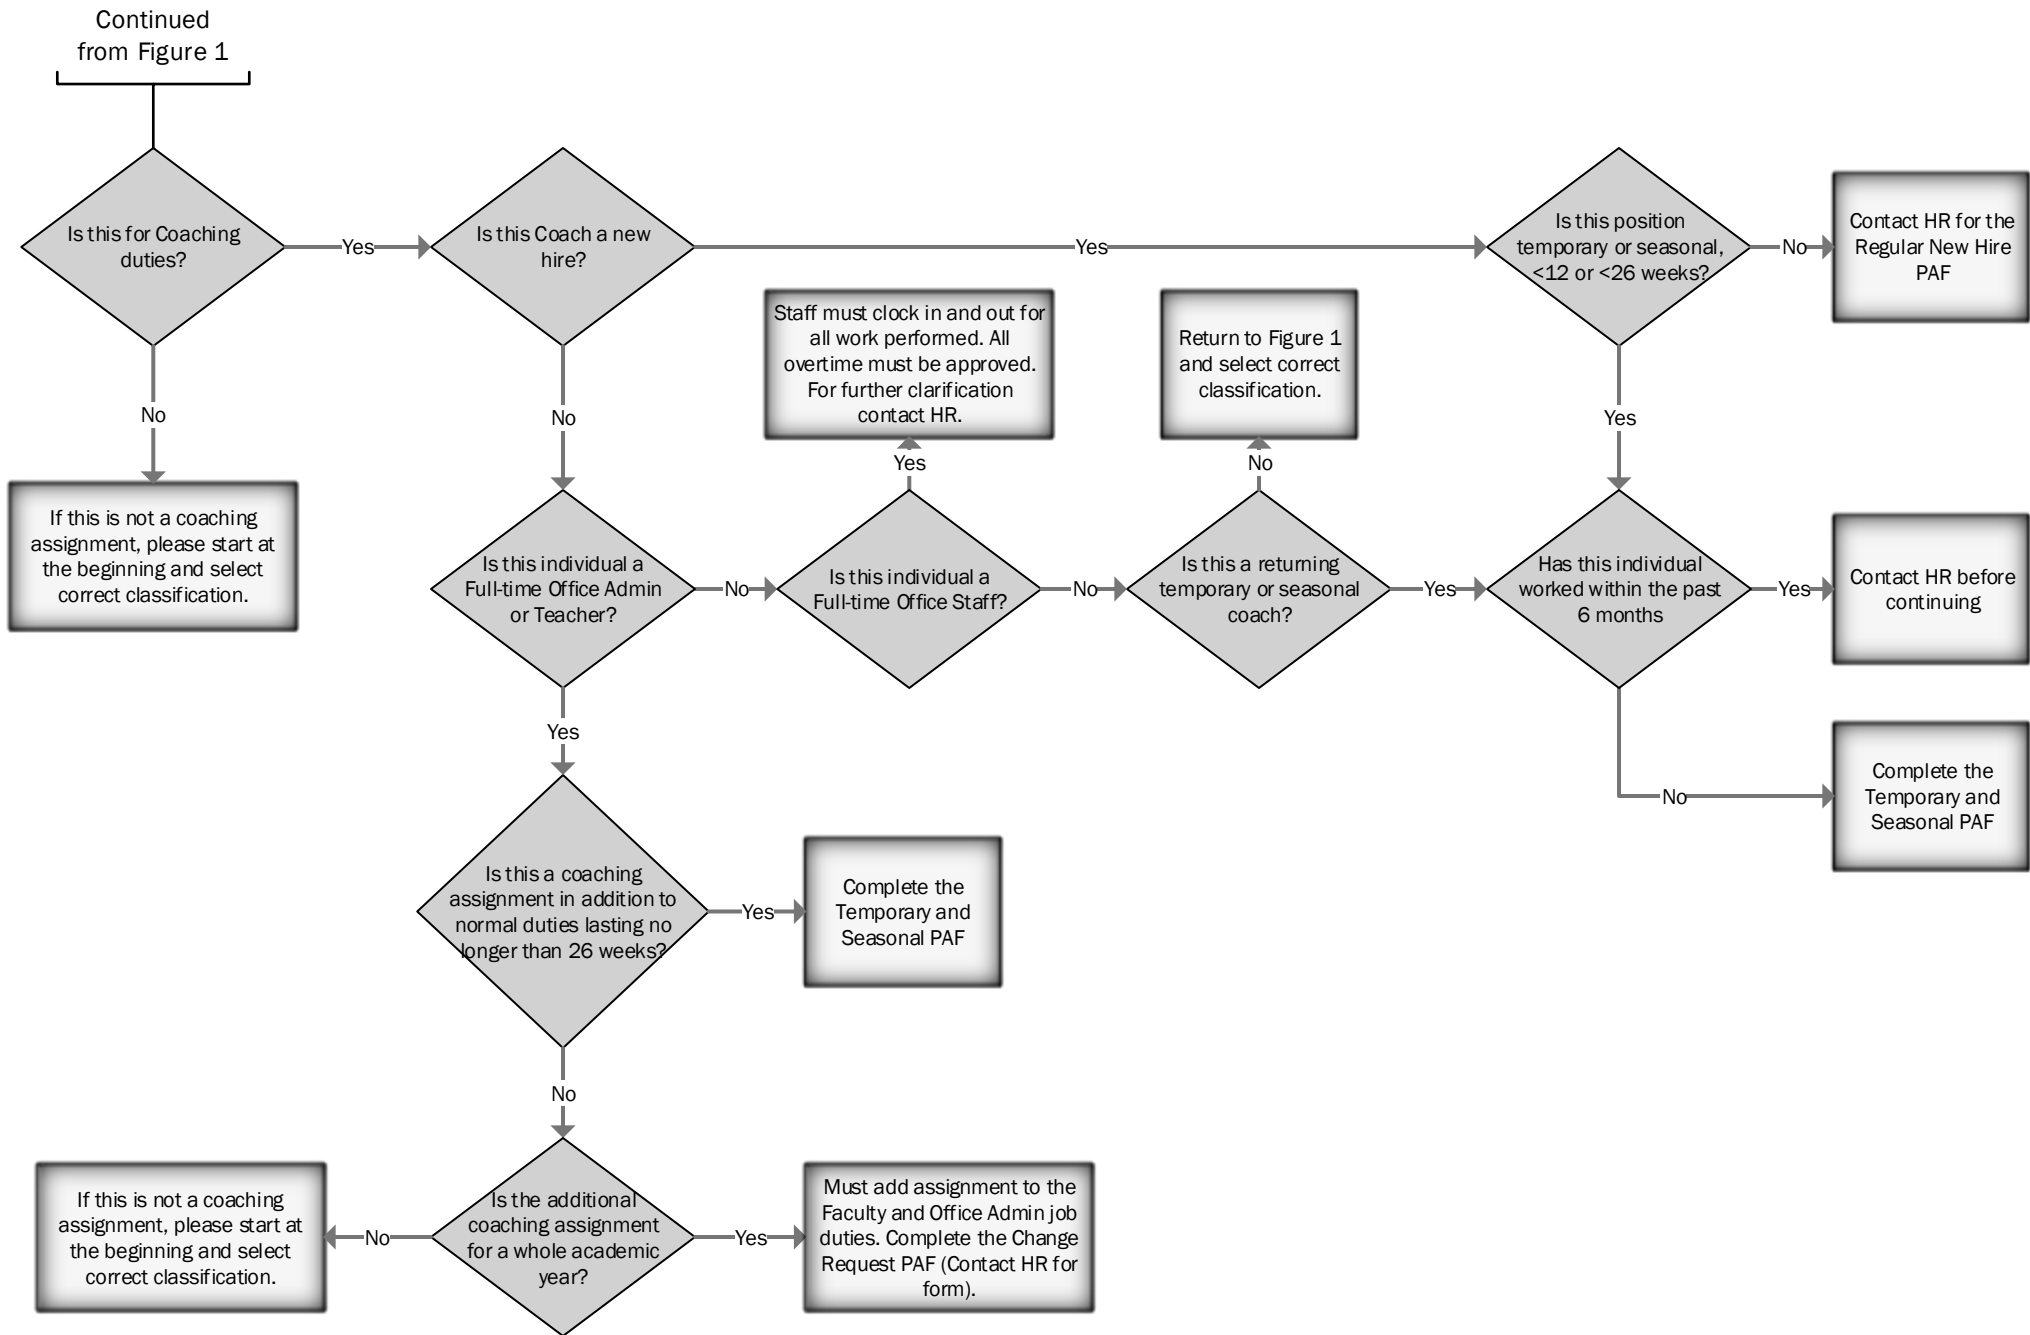 Continued
from Figure 1
Is this for Coaching
duties?
Yes
Is this Coach a new
hire?
Yes
Is this position
temporary or seasonal,
<12 or <26 weeks?
No
Contact HR for the
Regular New Hire
PAF
No
No
Staff must clock in and out for
all work performed. All
overtime must be approved.
For further clarification
contact HR.
Yes
Return to Figure 1
and select correct
classification.
No
Yes
If this is not a coaching
assignment, please start at
the beginning and select
correct classification.
Is this individual a
Full-time Office Admin
or Teacher?
No
Is this individual a
Full-time Office Staff?
No
Is this a returning
temporary or seasonal
coach?
Yes
Has this individual
worked within the past
6 months
Yes
Contact HR before
continuing
No
Complete the
Temporary and
Seasonal PAF
Yes
Is this a coaching
assignment in addition to
normal duties lasting no
longer than 26 weeks?
Yes
Complete the
Temporary and
Seasonal PAF
No
Is the additional
coaching assignment
for a whole academic
year?
No
If this is not a coaching
assignment, please start at
the beginning and select
correct classification.
Yes
Must add assignment to the
Faculty and Office Admin job
duties. Complete the Change
Request PAF (Contact HR for
form).